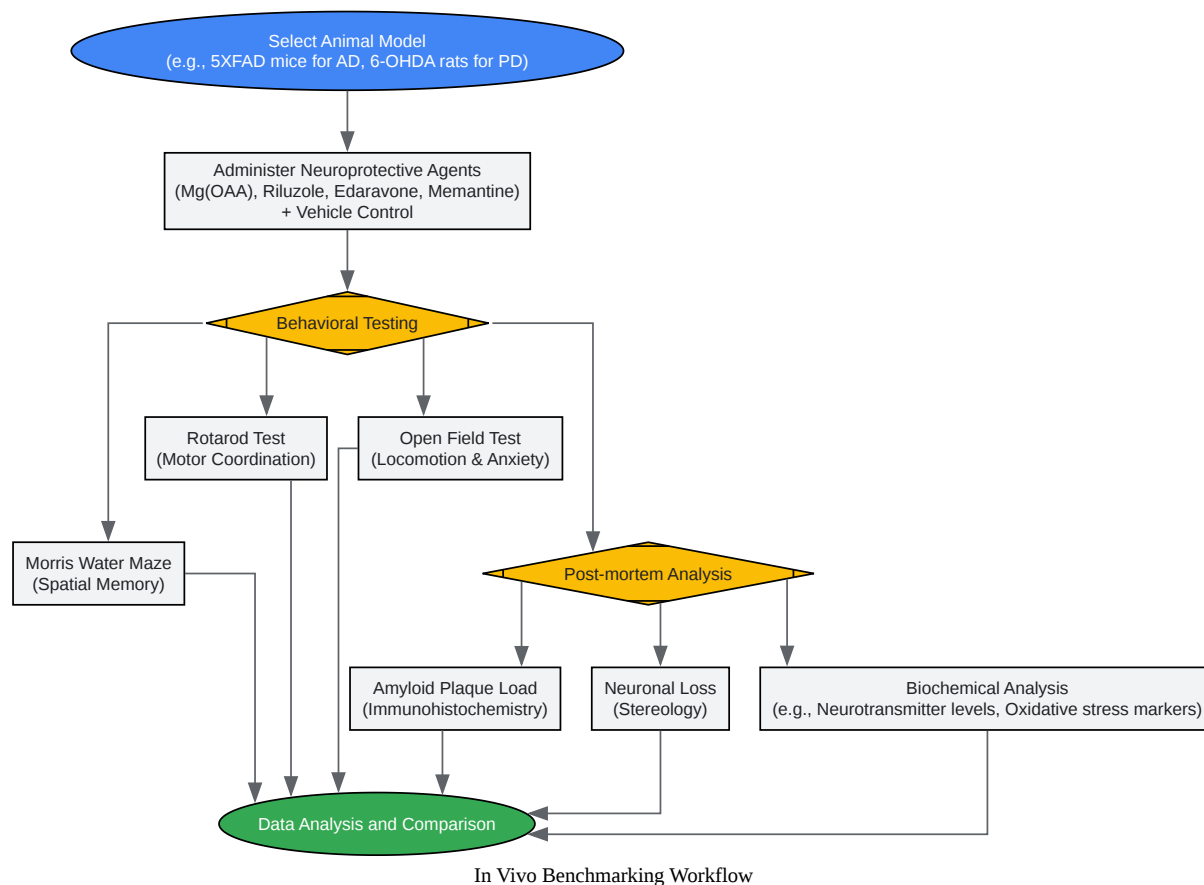 Select Animal Model
(e.g., 5XFAD mice for AD, 6-OHDA rats for PD)
Administer Neuroprotective Agents
(Mg(OAA), Riluzole, Edaravone, Memantine)
+ Vehicle Control
Behavioral Testing
Rotarod Test
(Motor Coordination)
Open Field Test
(Locomotion & Anxiety)
Morris Water Maze
(Spatial Memory)
Post-mortem Analysis
Amyloid Plaque Load
(Immunohistochemistry)
Neuronal Loss
(Stereology)
Biochemical Analysis
(e.g., Neurotransmitter levels, Oxidative stress markers)
Data Analysis and Comparison
In Vivo Benchmarking Workflow